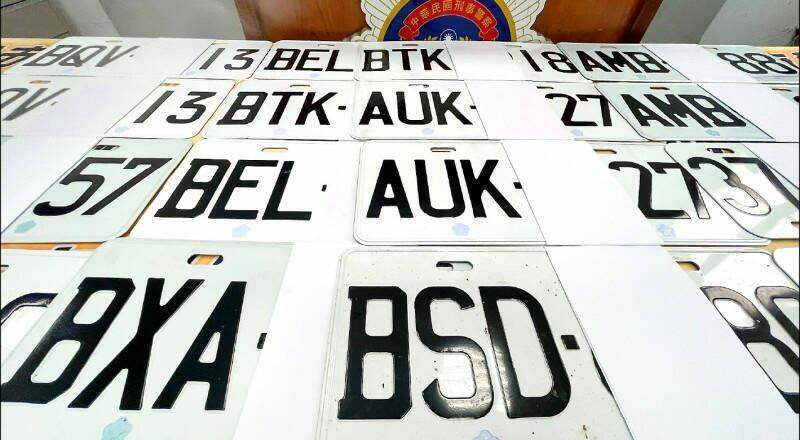 中華民國刑事警察
BQV 13 BEL BTK 18 AMB 88
13 BTK- AUK- 27 AMB
57 BEL- AUK- 27 37
BXA- BSD-